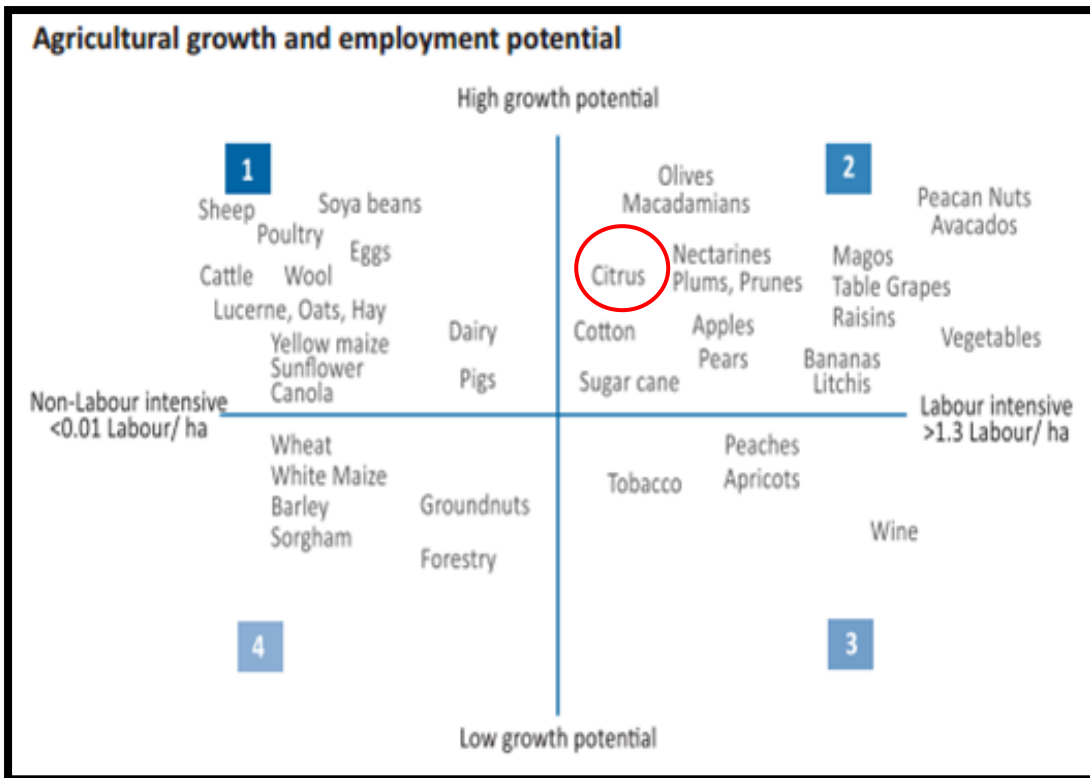 Agricultural growth and employment potential
High growth potential
1
Sheep
Soya beans
Poultry
Eggs
Cattle
Wool
Lucerne, Oats, Hay
Yellow maize
Sunflower
Canola
Dairy
Pigs
2
Olives
Macadamians
Peacan Nuts
Avacados
Citrus
Nectarines
Plums, Prunes
Magos
Table Grapes
Raisins
Cotton
Apples
Pears
Vegetables
Sugar cane
Bananas
Litchis
Non-Labour intensive
<0.01 Labour/ ha
Labour intensive
>1.3 Labour/ ha
Wheat
White Maize
Barley
Sorgham
Groundnuts
Forestry
4
Peaches
Apricots
Tobacco
Wine
3
Low growth potential